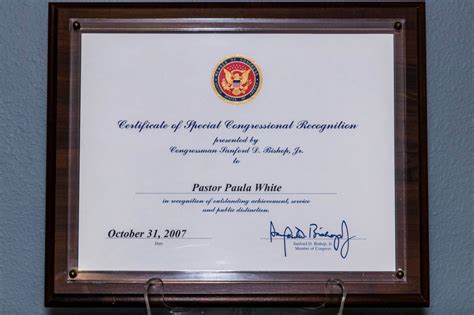 Certificate of Special Congressional Recognition
presented by
Congressman Sanford D. Bishop, Jr.
to
Pastor Paula White
in recognition of outstanding achievement, service
and public distinction.
October 31, 2007
Date
Sanford D. Bishop, Jr.
Member of Congress